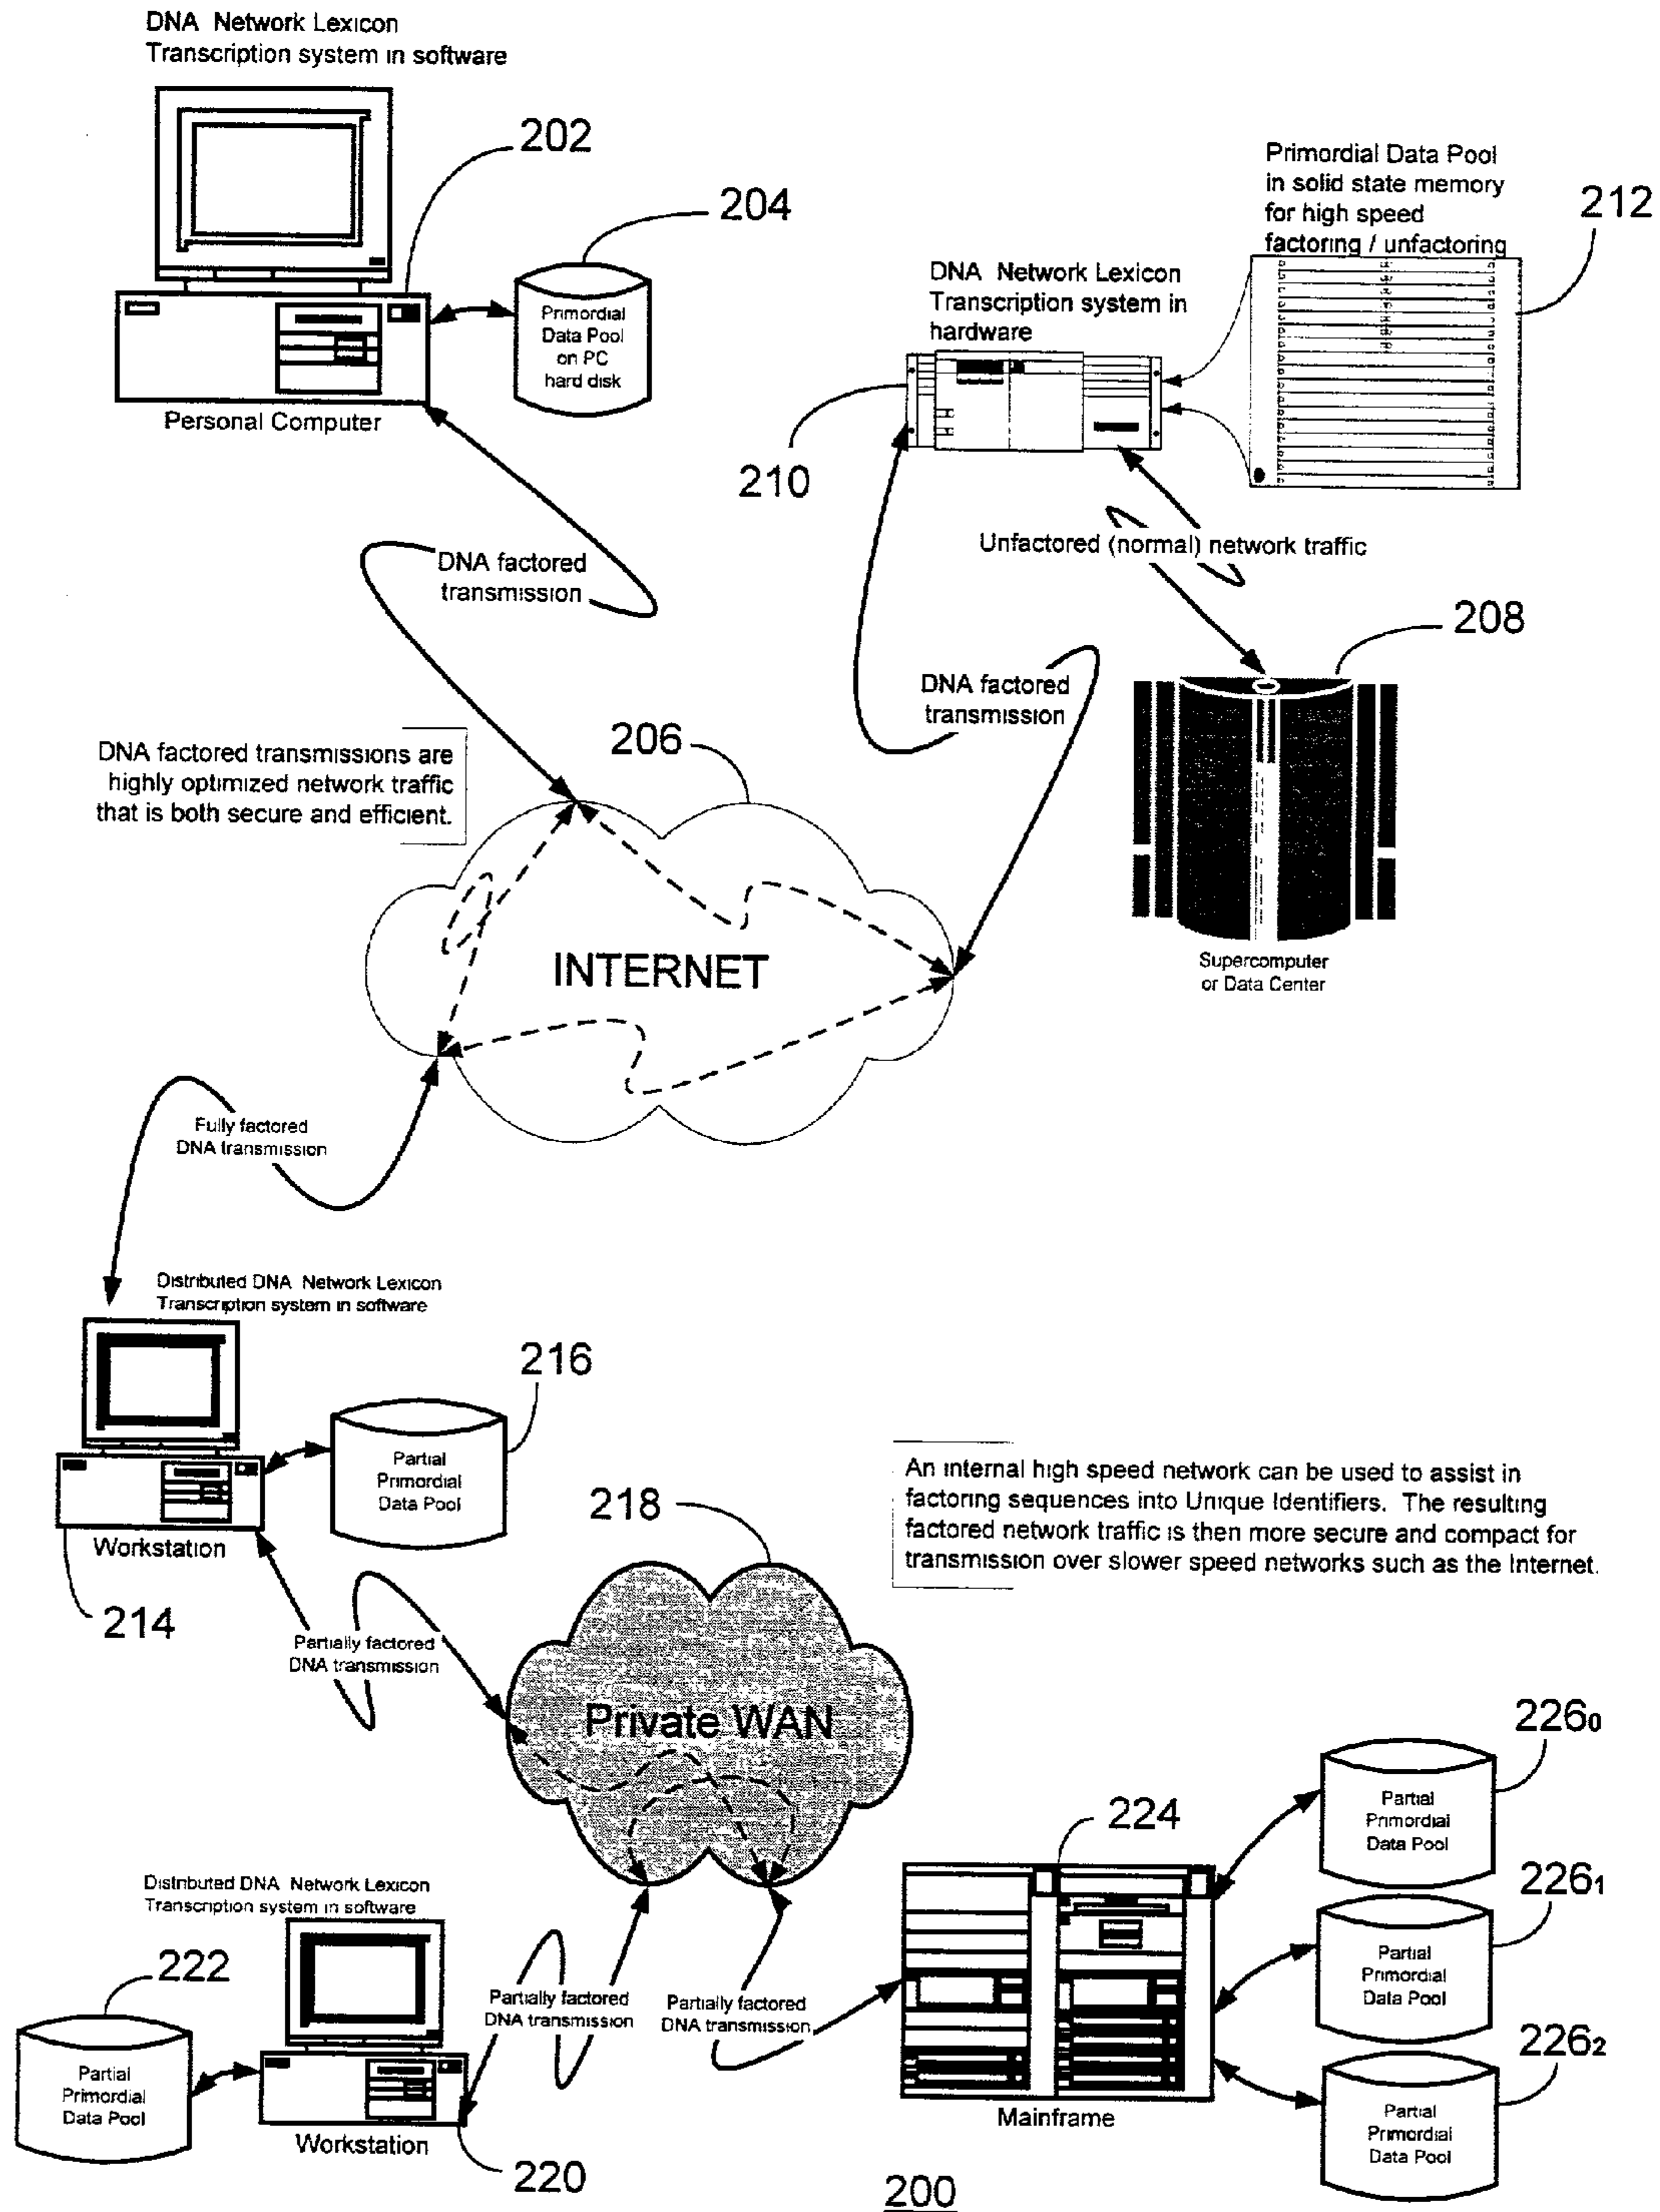 DNA Network Lexicon
Transcription system in software
202
204
Primordial
Data Pool
on PC
hard disk
Personal Computer
Primordial Data Pool
in solid state memory
for high speed
factoring / unfactoring
212
DNA Network Lexicon
Transcription system in
hardware
210
Unfactored (normal) network traffic
DNA factored
transmission
208
DNA factored
transmission
206
DNA factored transmissions are
highly optimized network traffic
that is both secure and efficient.
INTERNET
Supercomputer
or Data Center
Fully factored
DNA transmission
Distributed DNA Network Lexicon
Transcription system in software
216
Partial
Primordial
Data Pool
Workstation
214
218
An internal high speed network can be used to assist in
factoring sequences into Unique Identifiers. The resulting
factored network traffic is then more secure and compact for
transmission over slower speed networks such as the Internet.
Partially factored
DNA transmission
Private WAN
226₀
Partial
Primordial
Data Pool
224
226₁
Partial
Primordial
Data Pool
226₂
Partial
Primordial
Data Pool
Mainframe
Distributed DNA Network Lexicon
Transcription system in software
222
Partial
Primordial
Data Pool
Workstation
220
Partially factored
DNA transmission
Partially factored
DNA transmission
200